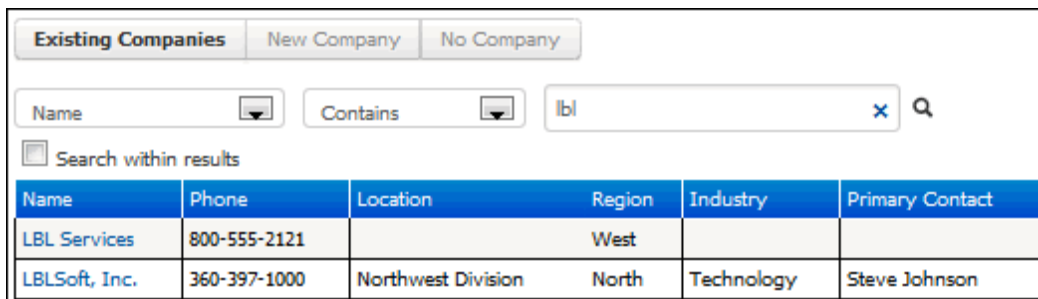 Existing Companies New Company No Company
Name Contains lbl
Search within results
Name Phone Location Region Industry Primary Contact
LBL Services 800-555-2121 West
LBLSoft, Inc. 360-397-1000 Northwest Division North Technology Steve Johnson